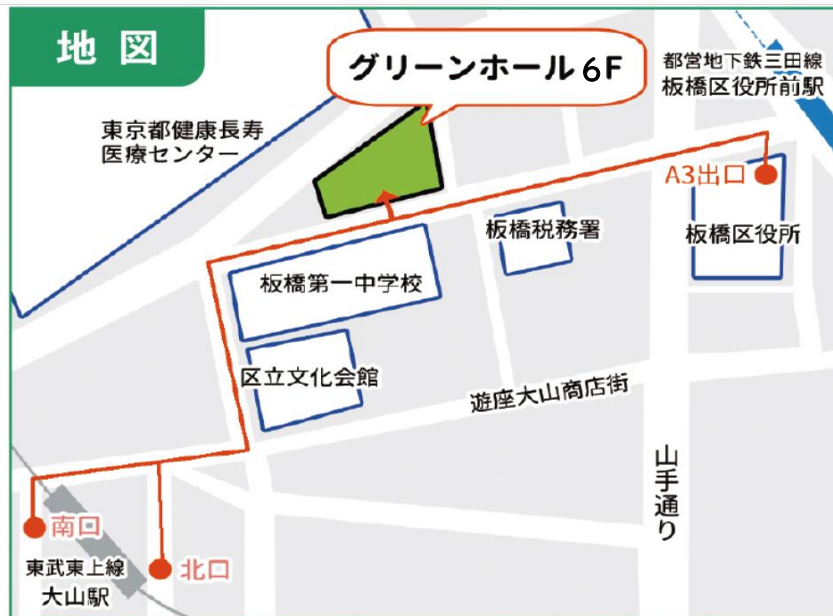 地図
グリーンホール 6F
都営地下鉄三田線
板橋区役所前駅
東京都健康長寿
医療センター
A3出口
板橋税務署
板橋区役所
板橋第一中学校
区立文化会館
遊座大山商店街
山手通り
南口
北口
東武東上線
大山駅